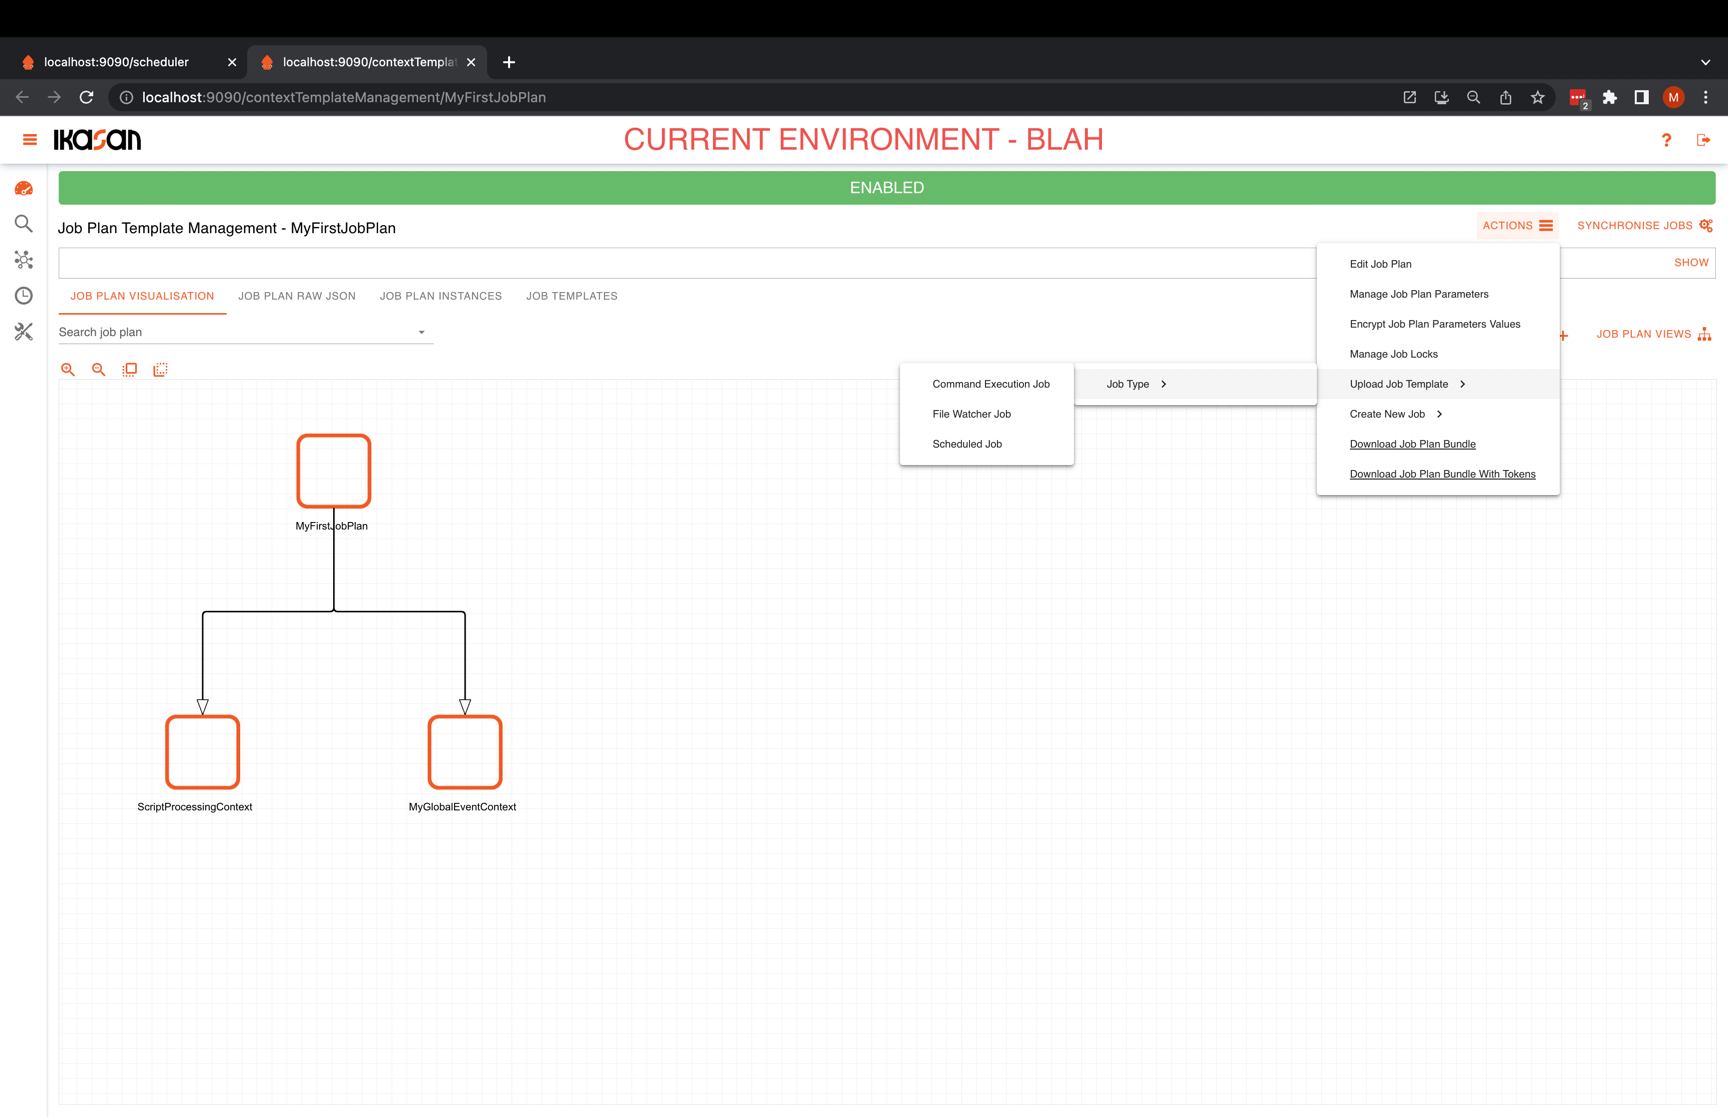 localhost:9090/scheduler
localhost:9090/contextTempla
localhost:9090/contextTemplateManagement/MyFirstJobPlan
2
M
IKASAN
CURRENT ENVIRONMENT - BLAH
?
ENABLED
Job Plan Template Management - MyFirstJobPlan
ACTIONS
SYNCHRONISE JOBS
SHOW
JOB PLAN VISUALISATION
JOB PLAN RAW JSON
JOB PLAN INSTANCES
JOB TEMPLATES
Search job plan
JOB PLAN VIEWS
Edit Job Plan
Manage Job Plan Parameters
Encrypt Job Plan Parameters Values
Manage Job Locks
Upload Job Template
Create New Job
Download Job Plan Bundle
Download Job Plan Bundle With Tokens
Job Type
Command Execution Job
File Watcher Job
Scheduled Job
MyFirstJobPlan
ScriptProcessingContext
MyGlobalEventContext